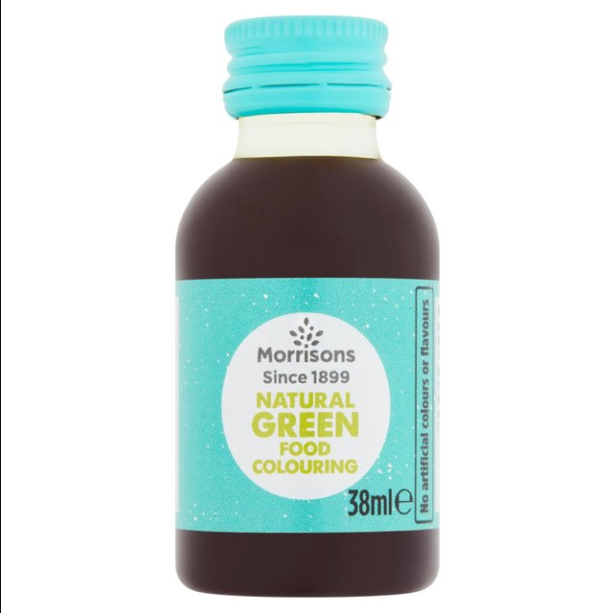 Morrisons
Since 1899
NATURAL
GREEN
FOOD
COLOURING
38ml℮
No artificial colours or flavours